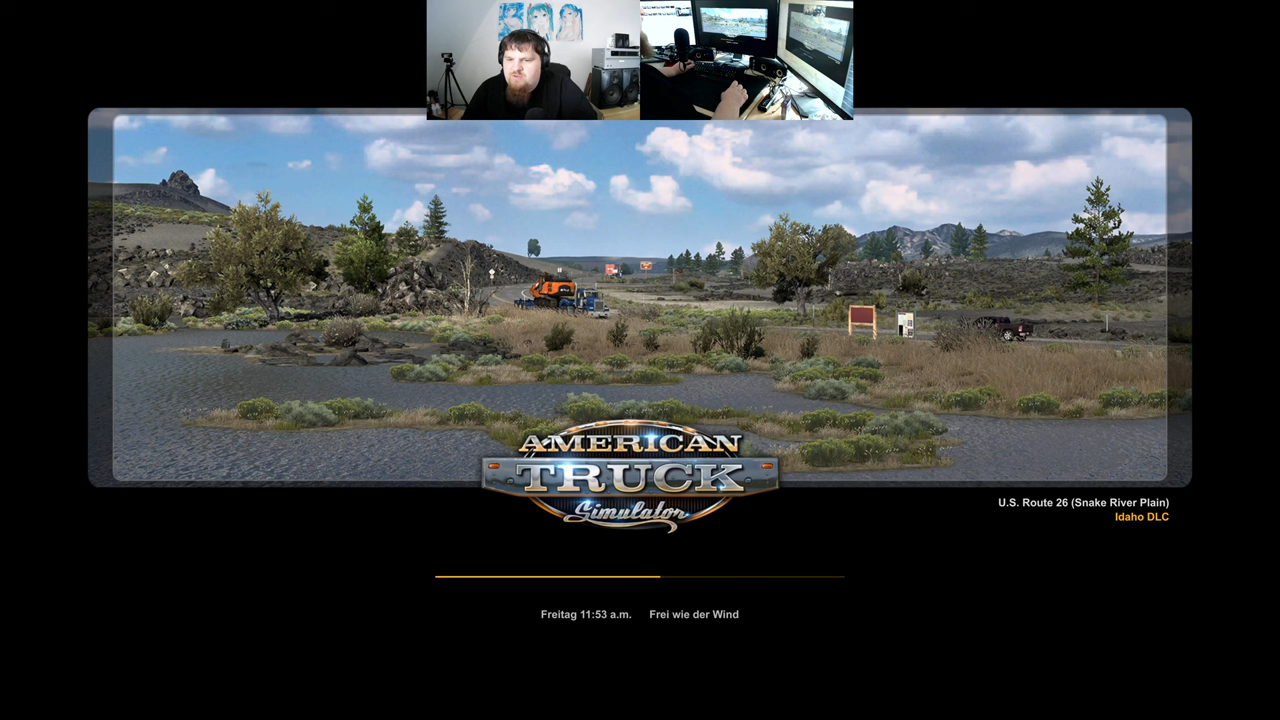 AMERICAN
TRUCK
Simulator
U.S. Route 26 (Snake River Plain)
Idaho DLC
Freitag 11:53 a.m. Frei wie der Wind